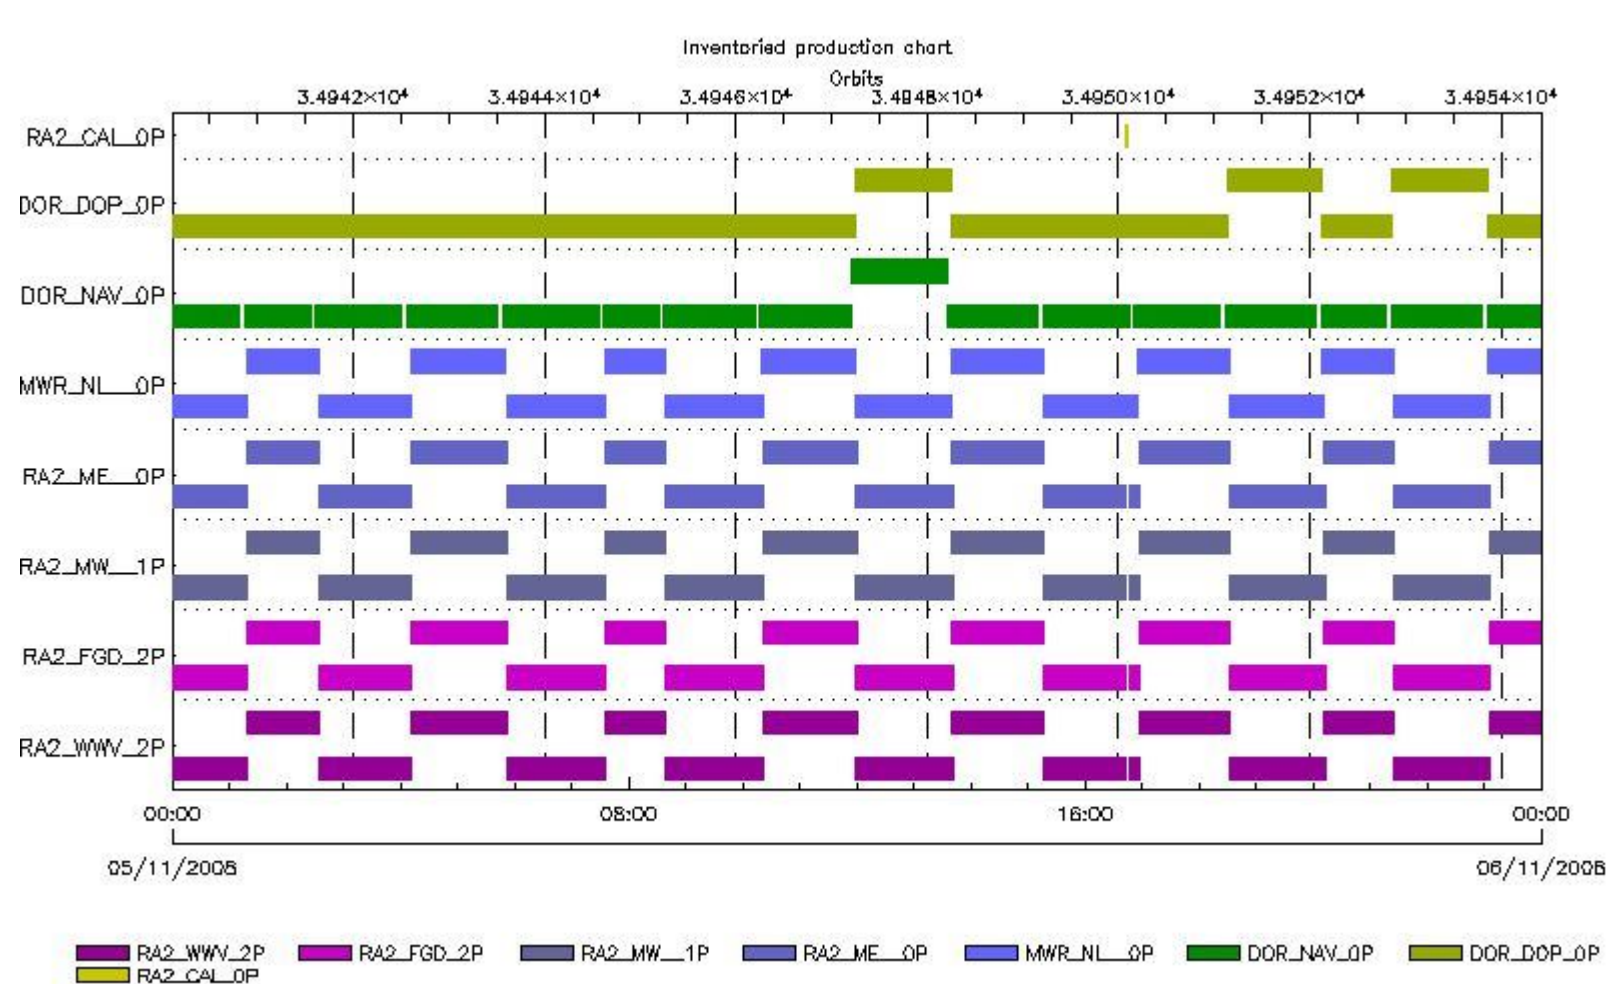 Inventoried production chart
Orbits
3.4942×10⁴ 3.4944×10⁴ 3.4946×10⁴ 3.4948×10⁴ 3.4950×10⁴ 3.4952×10⁴ 3.4954×10⁴
RA2_CAL_0P
DOR_DOP_0P
DOR_NAV_0P
MWR_NL__0P
RA2_ME__0P
RA2_MW__1P
RA2_FGD_2P
RA2_WWV_2P
00:00 08:00 16:00 00:00
05/11/2008 06/11/2008
RA2_WWV_2P RA2_FGD_2P RA2_MW__1P RA2_ME__0P MWR_NL__0P DOR_NAV_0P DOR_DOP_0P
RA2_CAL_0P